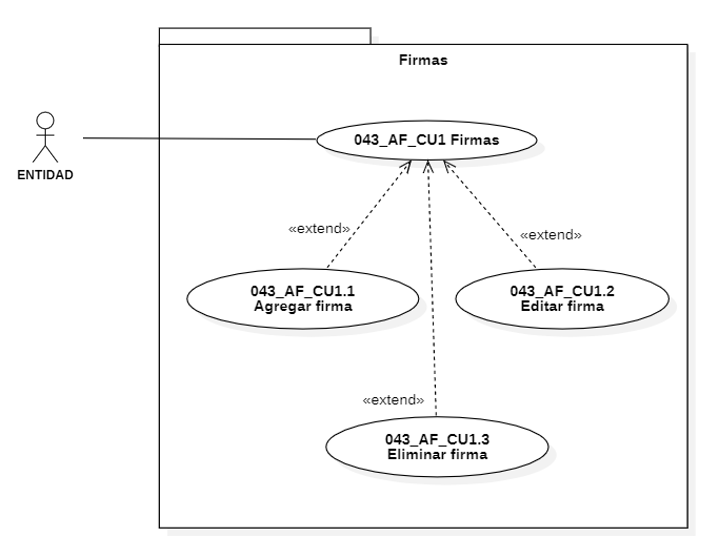 Firmas
043_AF_CU1 Firmas
ENTIDAD
«extend»
«extend»
043_AF_CU1.1
Agregar firma
043_AF_CU1.2
Editar firma
«extend»
043_AF_CU1.3
Eliminar firma